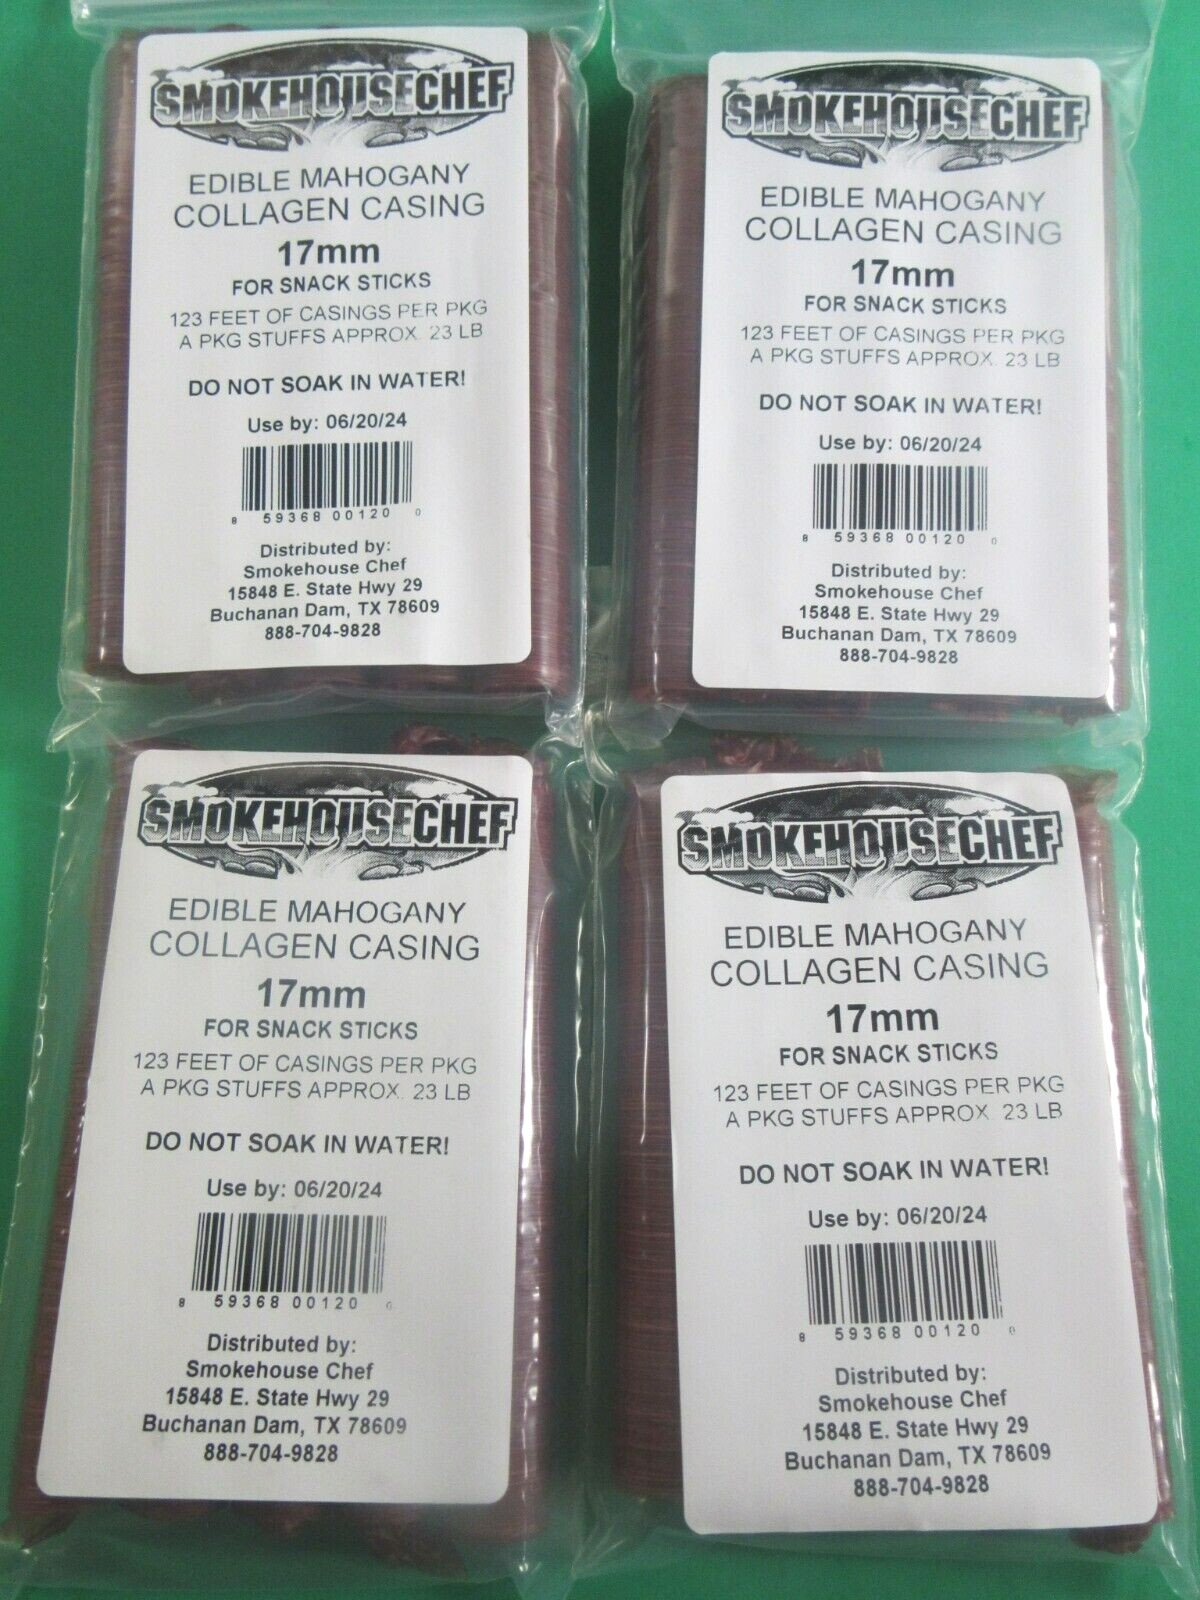 SMOKEHOUSECHEF
EDIBLE MAHOGANY
COLLAGEN CASING
17mm
FOR SNACK STICKS
123 FEET OF CASINGS PER PKG
A PKG STUFFS APPROX. 23 LB
DO NOT SOAK IN WATER!
Use by: 06/20/24
8 59368 00120 0
Distributed by:
Smokehouse Chef
15848 E. State Hwy 29
Buchanan Dam, TX 78609
888-704-9828
SMOKEHOUSECHEF
EDIBLE MAHOGANY
COLLAGEN CASING
17mm
FOR SNACK STICKS
123 FEET OF CASINGS PER PKG
A PKG STUFFS APPROX. 23 LB
DO NOT SOAK IN WATER!
Use by: 06/20/24
8 59368 00120 0
Distributed by:
Smokehouse Chef
15848 E. State Hwy 29
Buchanan Dam, TX 78609
888-704-9828
SMOKEHOUSECHEF
EDIBLE MAHOGANY
COLLAGEN CASING
17mm
FOR SNACK STICKS
123 FEET OF CASINGS PER PKG
A PKG STUFFS APPROX. 23 LB
DO NOT SOAK IN WATER!
Use by: 06/20/24
8 59368 00120 0
Distributed by:
Smokehouse Chef
15848 E. State Hwy 29
Buchanan Dam, TX 78609
888-704-9828
SMOKEHOUSECHEF
EDIBLE MAHOGANY
COLLAGEN CASING
17mm
FOR SNACK STICKS
123 FEET OF CASINGS PER PKG
A PKG STUFFS APPROX. 23 LB
DO NOT SOAK IN WATER!
Use by: 06/20/24
8 59368 00120 0
Distributed by:
Smokehouse Chef
15848 E. State Hwy 29
Buchanan Dam, TX 78609
888-704-9828